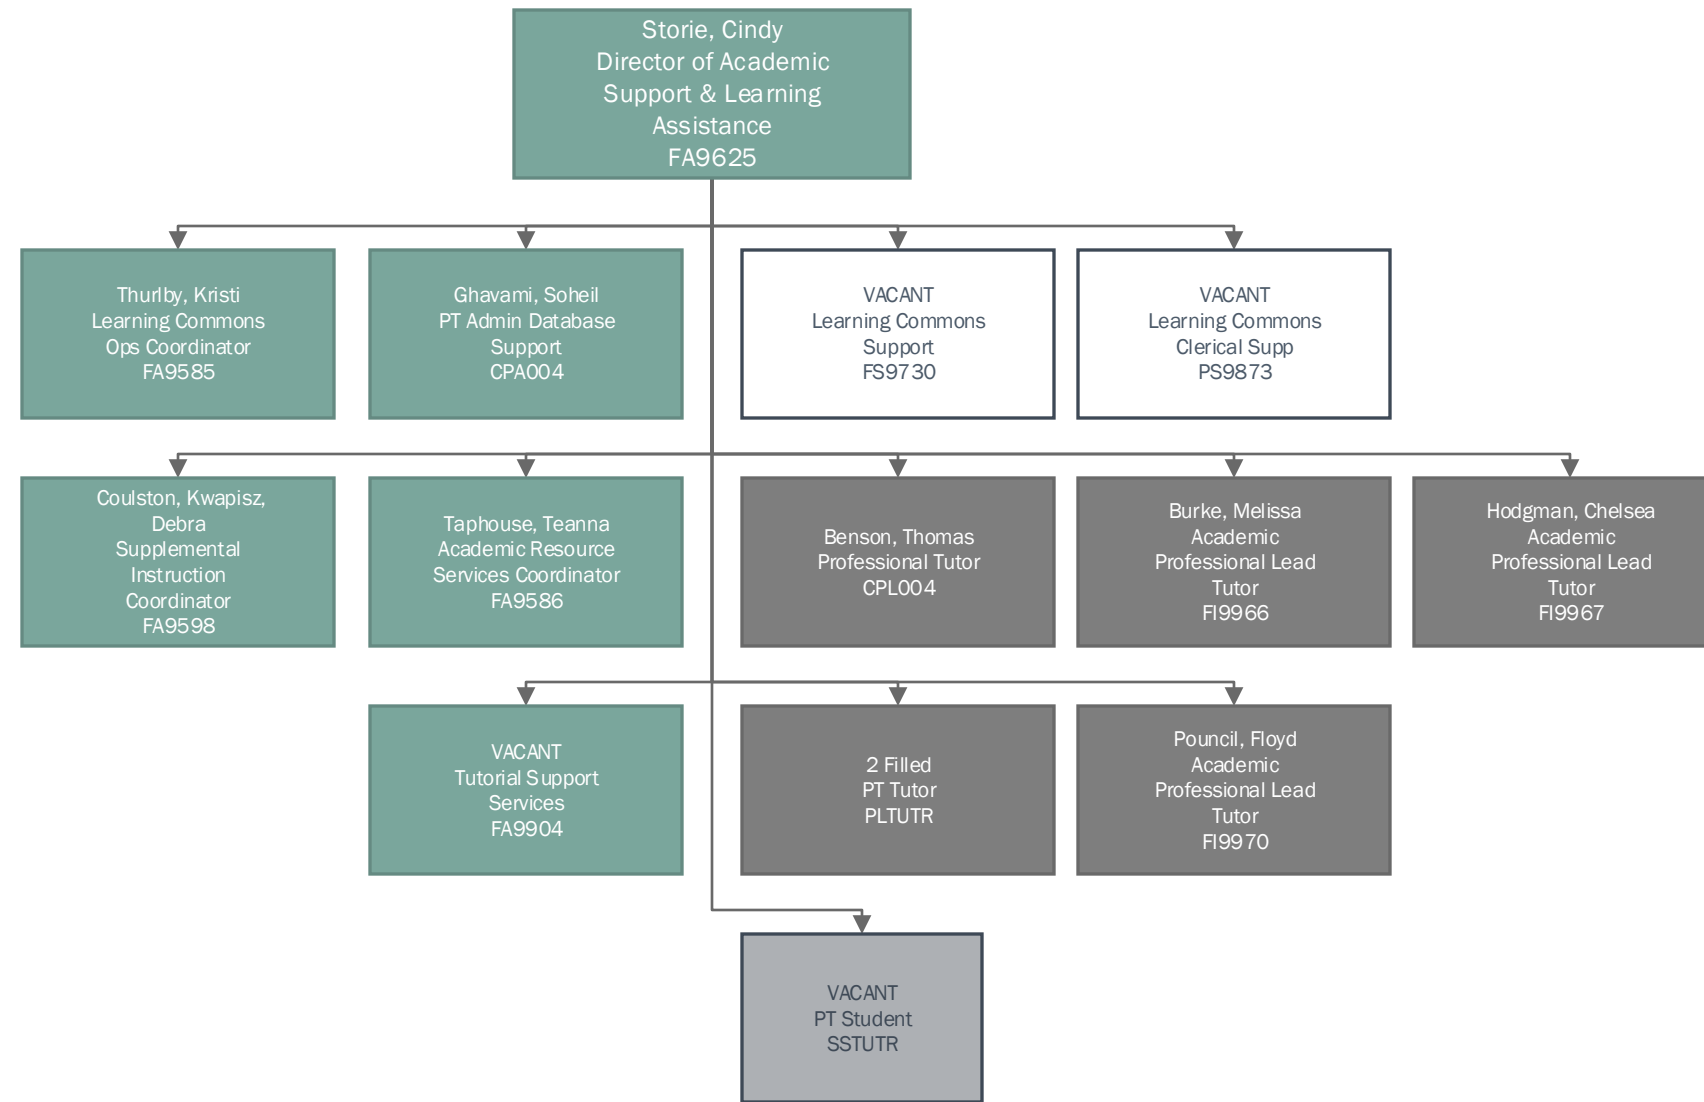 Storie, Cindy
Director of Academic
Support & Learning
Assistance
FA9625
Thurlby, Kristi
Learning Commons
Ops Coordinator
FA9585
Ghavami, Soheil
PT Admin Database
Support
CPA004
VACANT
Learning Commons
Support
FS9730
VACANT
Learning Commons
Clerical Supp
PS9873
Coulston, Kwapisz,
Debra
Supplemental
Instruction
Coordinator
FA9598
Taphouse, Teanna
Academic Resource
Services Coordinator
FA9586
Benson, Thomas
Professional Tutor
CPL004
Burke, Melissa
Academic
Professional Lead
Tutor
FI9966
Hodgman, Chelsea
Academic
Professional Lead
Tutor
FI9967
VACANT
Tutorial Support
Services
FA9904
2 Filled
PT Tutor
PLTUTR
Pouncil, Floyd
Academic
Professional Lead
Tutor
FI9970
VACANT
PT Student
SSTUTR